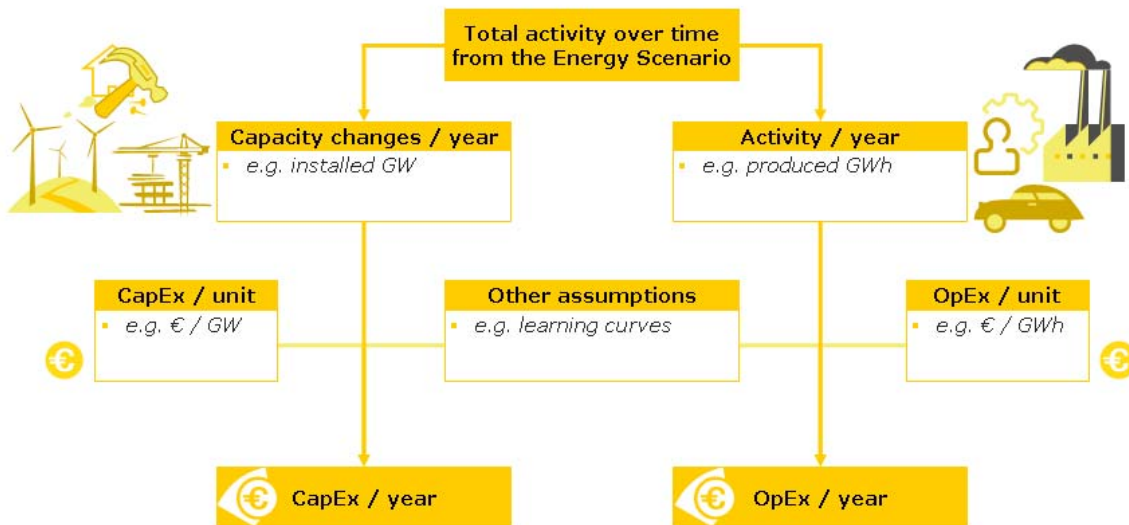 Total activity over time
from the Energy Scenario
Capacity changes / year
▪ e.g. installed GW
Activity / year
▪ e.g. produced GWh
CapEx / unit
▪ e.g. € / GW
Other assumptions
▪ e.g. learning curves
OpEx / unit
▪ e.g. € / GWh
€
€
€ CapEx / year
€ OpEx / year